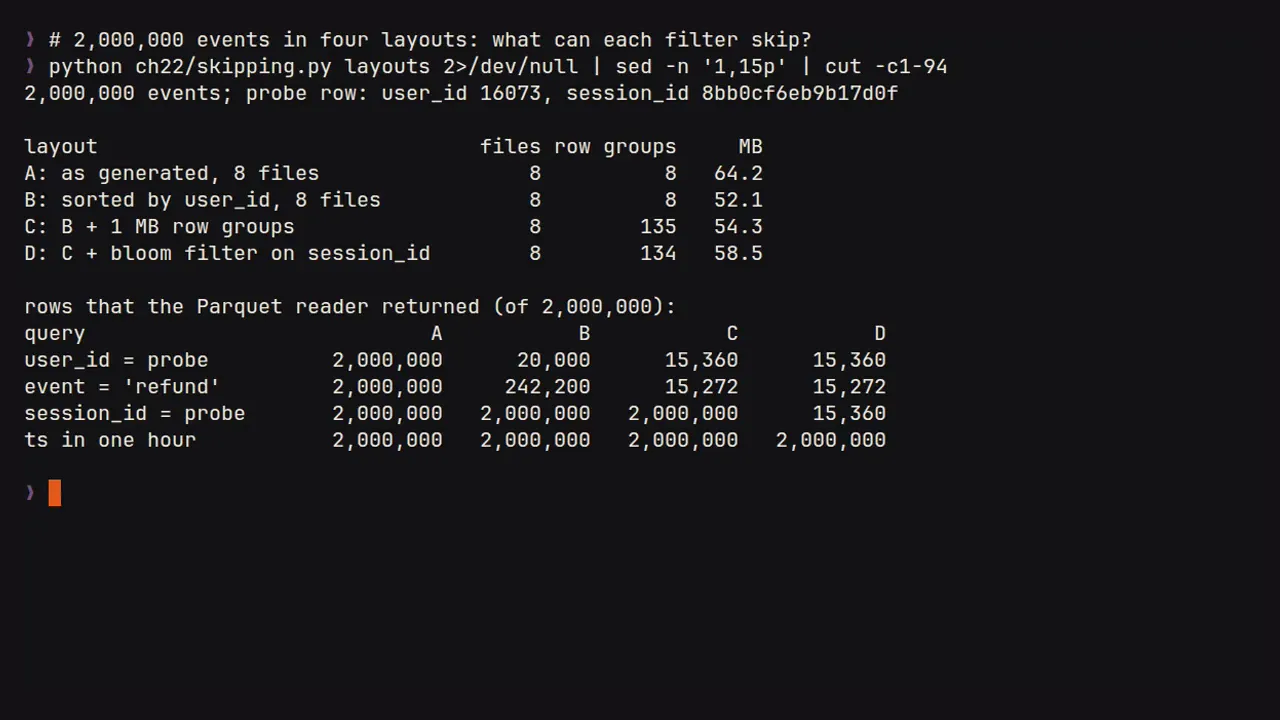 ❯ # 2,000,000 events in four layouts: what can each filter skip?
❯ python ch22/skipping.py layouts 2>/dev/null | sed -n '1,15p' | cut -c1-94
2,000,000 events; probe row: user_id 16073, session_id 8bb0cf6eb9b17d0f
layout files row groups MB
A: as generated, 8 files 8 8 64.2
B: sorted by user_id, 8 files 8 8 52.1
C: B + 1 MB row groups 8 135 54.3
D: C + bloom filter on session_id 8 134 58.5
rows that the Parquet reader returned (of 2,000,000):
query A B C D
user_id = probe 2,000,000 20,000 15,360 15,360
event = 'refund' 2,000,000 242,200 15,272 15,272
session_id = probe 2,000,000 2,000,000 2,000,000 15,360
ts in one hour 2,000,000 2,000,000 2,000,000 2,000,000
❯